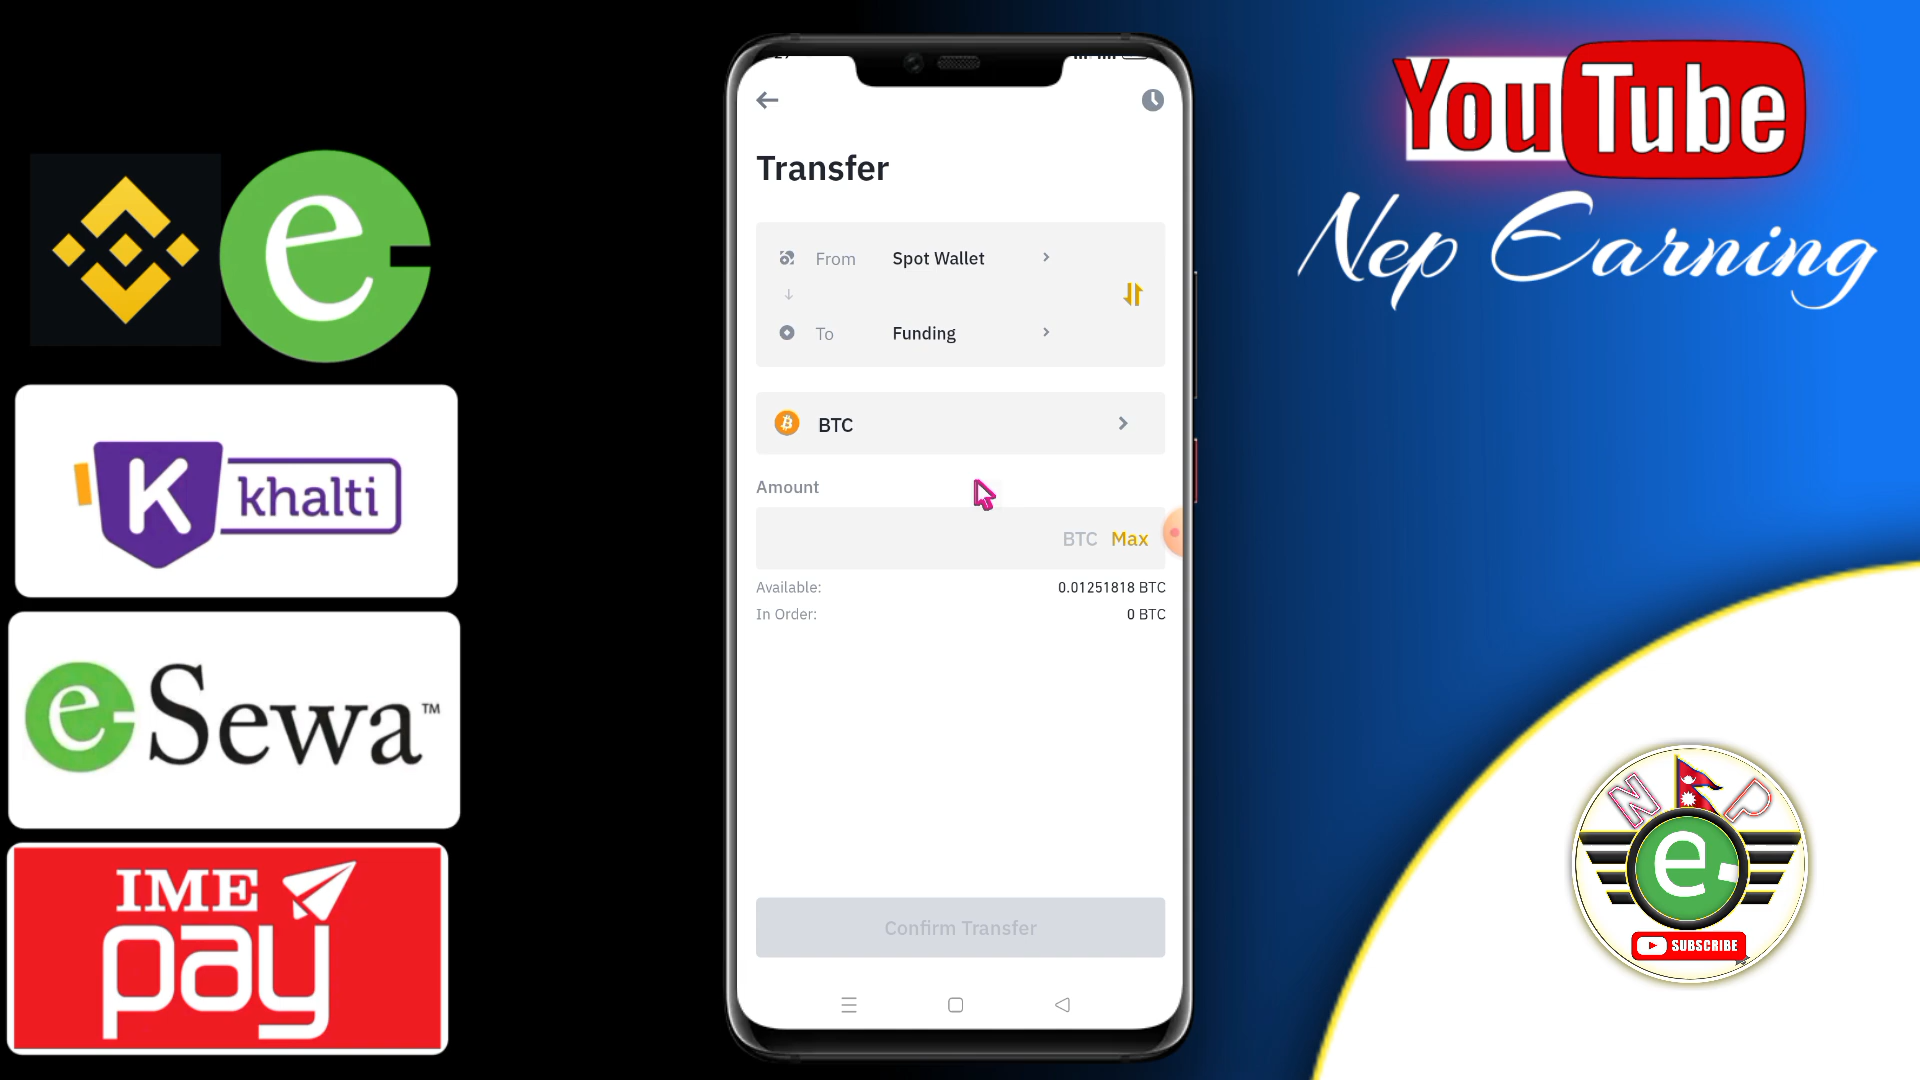 YouTube
Nep Earning
e
K khalti
e Sewa™
IME
pay
Transfer
From Spot Wallet
To Funding
BTC
Amount
BTC Max
Available: 0.01251818 BTC
In Order: 0 BTC
Confirm Transfer
N P
e
SUBSCRIBE